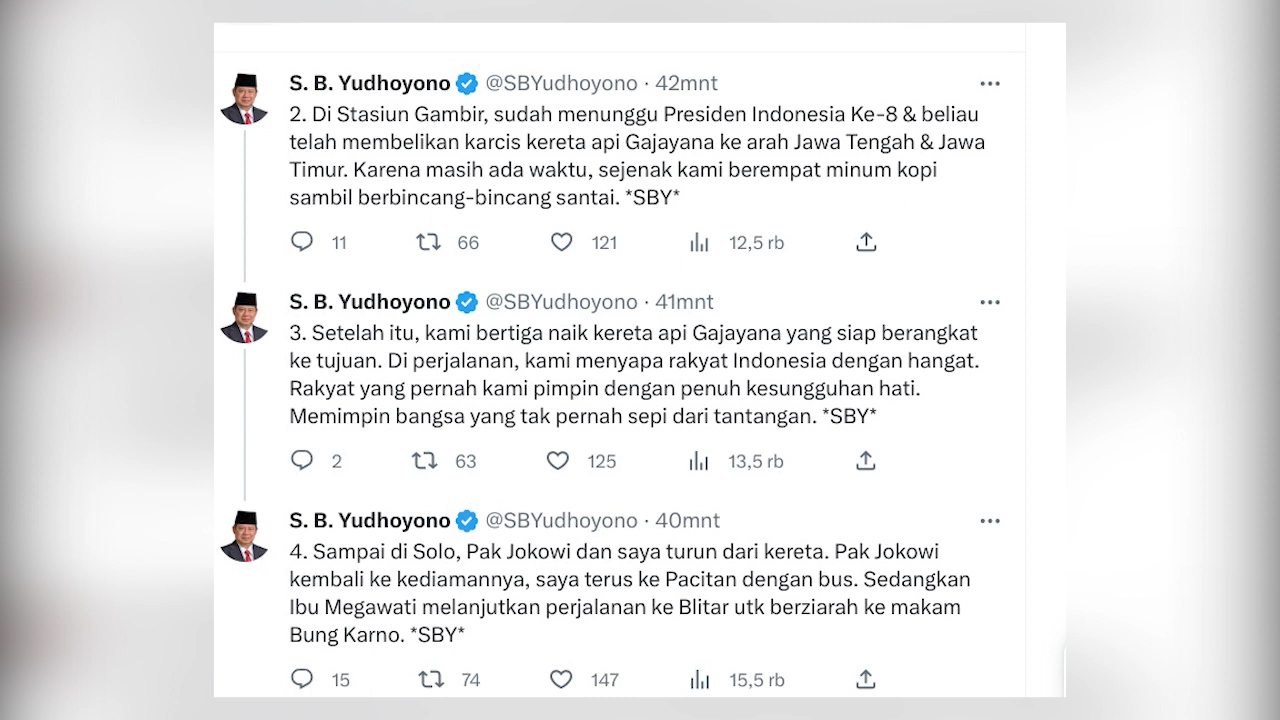 S. B. Yudhoyono @SBYudhoyono · 42mnt
2. Di Stasiun Gambir, sudah menunggu Presiden Indonesia Ke-8 & beliau
telah membelikan karcis kereta api Gajayana ke arah Jawa Tengah & Jawa
Timur. Karena masih ada waktu, sejenak kami berempat minum kopi
sambil berbincang-bincang santai. *SBY*
11 66 121 12,5 rb
S. B. Yudhoyono @SBYudhoyono · 41mnt
3. Setelah itu, kami bertiga naik kereta api Gajayana yang siap berangkat
ke tujuan. Di perjalanan, kami menyapa rakyat Indonesia dengan hangat.
Rakyat yang pernah kami pimpin dengan penuh kesungguhan hati.
Memimpin bangsa yang tak pernah sepi dari tantangan. *SBY*
2 63 125 13,5 rb
S. B. Yudhoyono @SBYudhoyono · 40mnt
4. Sampai di Solo, Pak Jokowi dan saya turun dari kereta. Pak Jokowi
kembali ke kediamannya, saya terus ke Pacitan dengan bus. Sedangkan
Ibu Megawati melanjutkan perjalanan ke Blitar utk berziarah ke makam
Bung Karno. *SBY*
15 74 147 15,5 rb